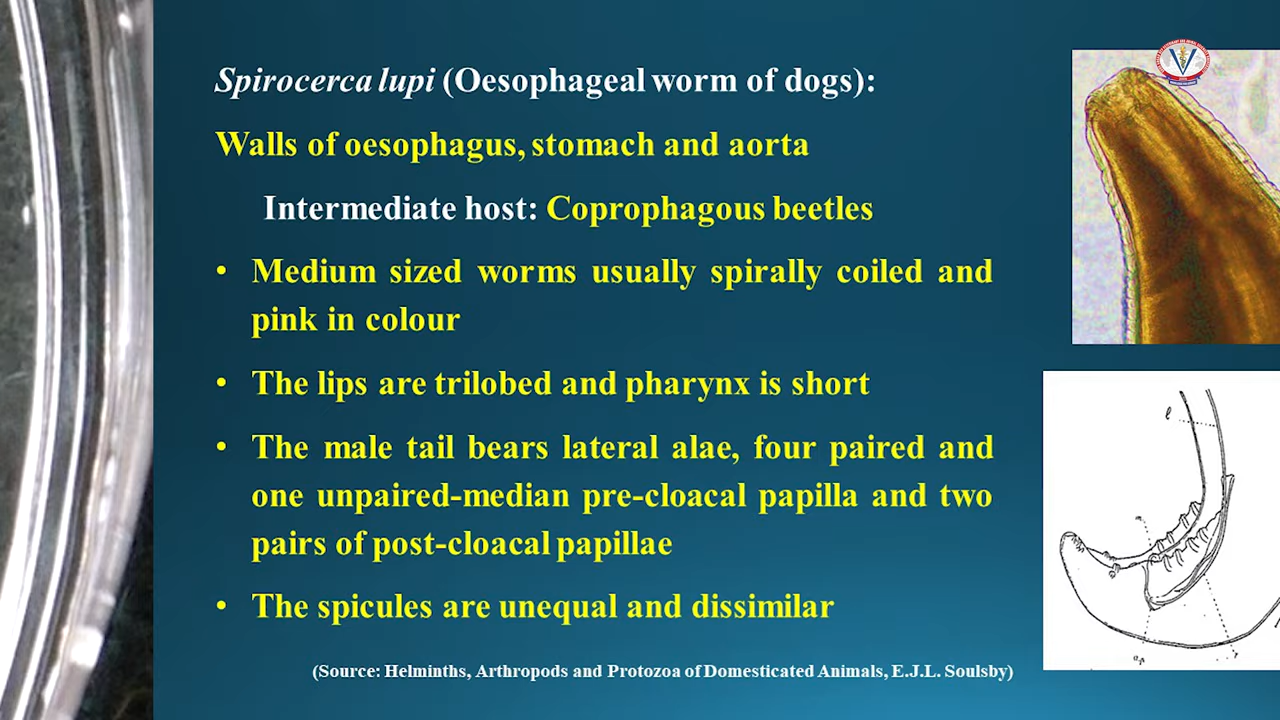 Spirocerca lupi (Oesophageal worm of dogs):
Walls of oesophagus, stomach and aorta
Intermediate host: Coprophagous beetles
• Medium sized worms usually spirally coiled and
pink in colour
• The lips are trilobed and pharynx is short
• The male tail bears lateral alae, four paired and
one unpaired-median pre-cloacal papilla and two
pairs of post-cloacal papillae
• The spicules are unequal and dissimilar
(Source: Helminths, Arthropods and Protozoa of Domesticated Animals, E.J.L. Soulsby)